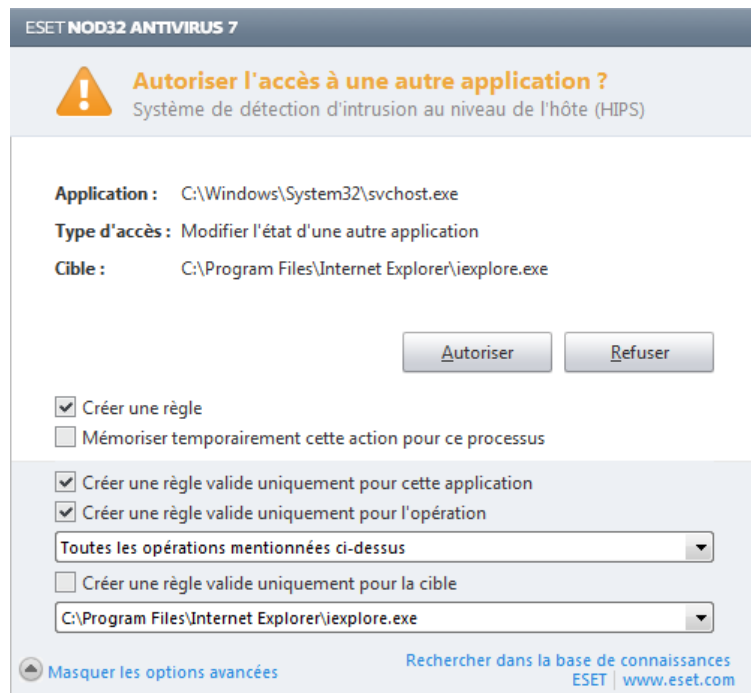 ESET NOD32 ANTIVIRUS 7
Autoriser l'accès à une autre application ?
Système de détection d'intrusion au niveau de l'hôte (HIPS)
Application : C:\Windows\System32\svchost.exe
Type d'accès : Modifier l'état d'une autre application
Cible : C:\Program Files\Internet Explorer\iexplore.exe
Autoriser Refuser
Créer une règle
Mémoriser temporairement cette action pour ce processus
Créer une règle valide uniquement pour cette application
Créer une règle valide uniquement pour l'opération
Toutes les opérations mentionnées ci-dessus
Créer une règle valide uniquement pour la cible
C:\Program Files\Internet Explorer\iexplore.exe
Masquer les options avancées
Rechercher dans la base de connaissances
ESET | www.eset.com